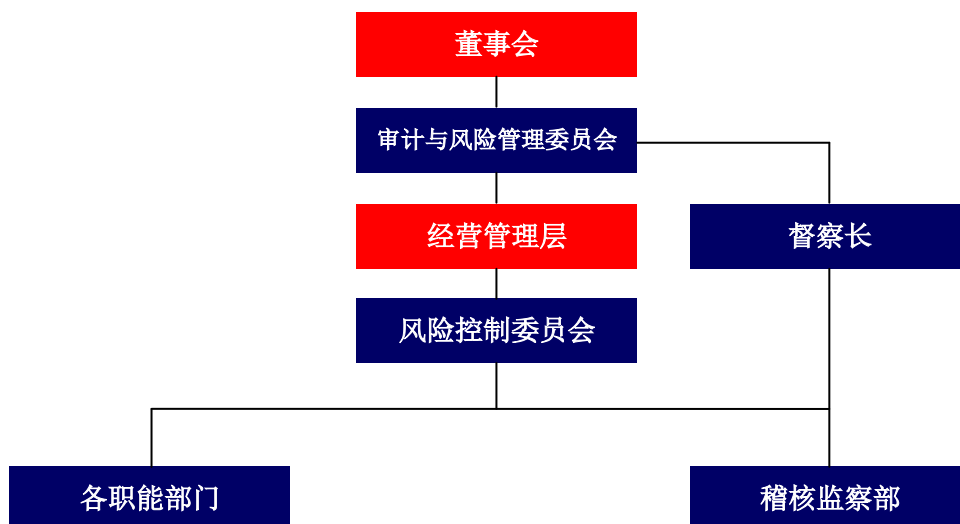 董事会
审计与风险管理委员会
经营管理层
督察长
风险控制委员会
各职能部门
稽核监察部